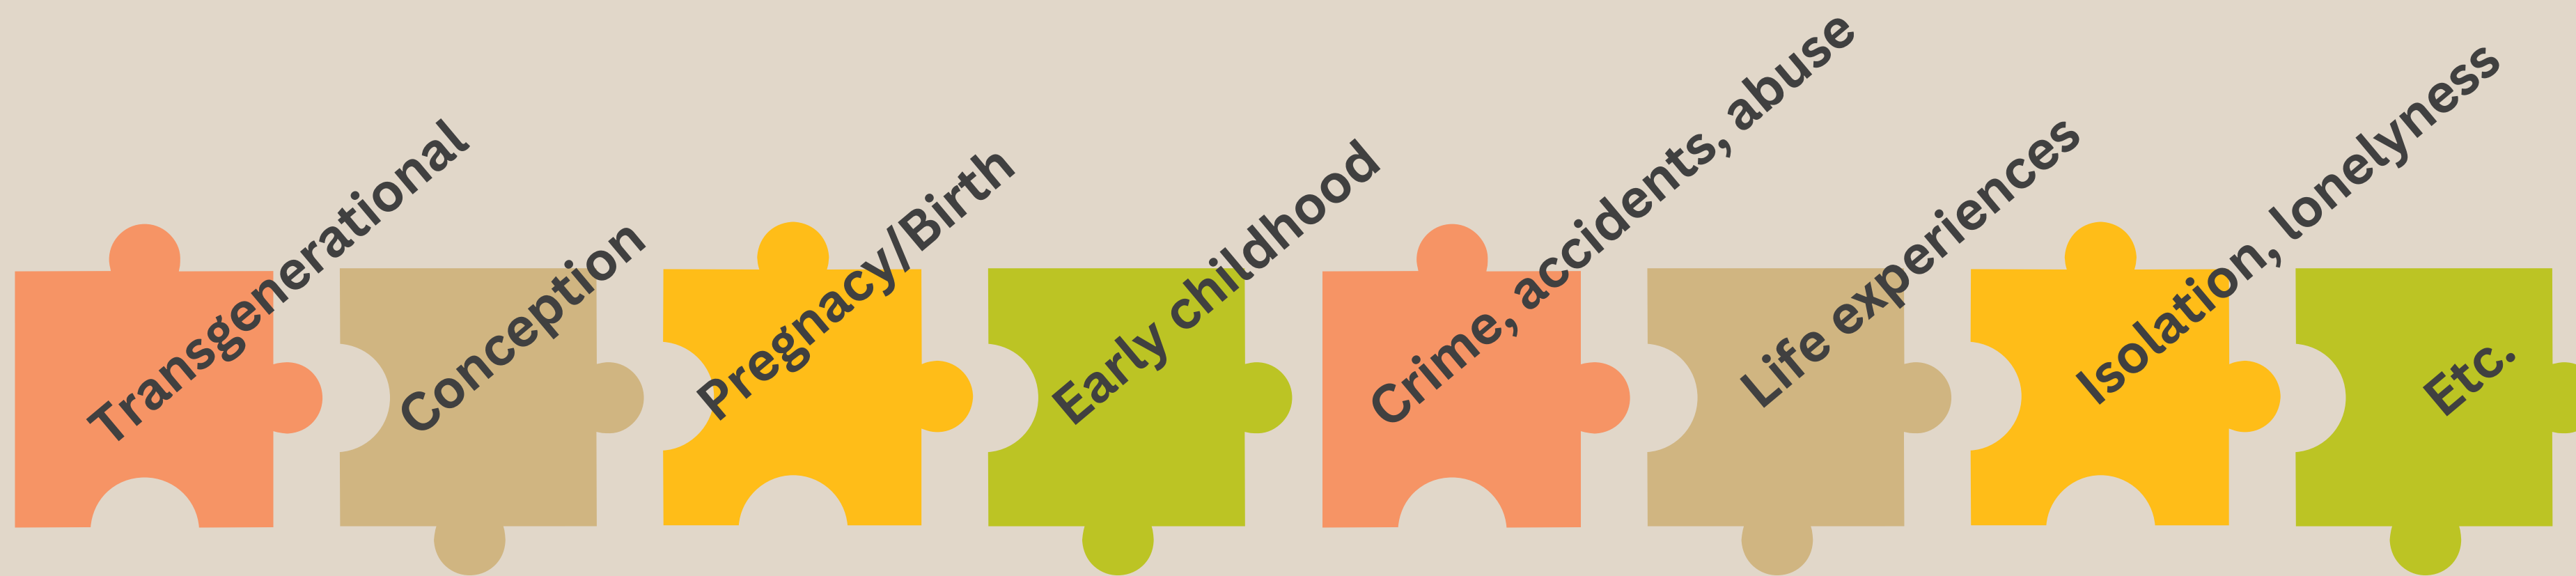 Transgenerational
Conception
Pregnacy/Birth
Early childhood
Crime, accidents, abuse
Life experiences
Isolation, lonelyness
Etc.